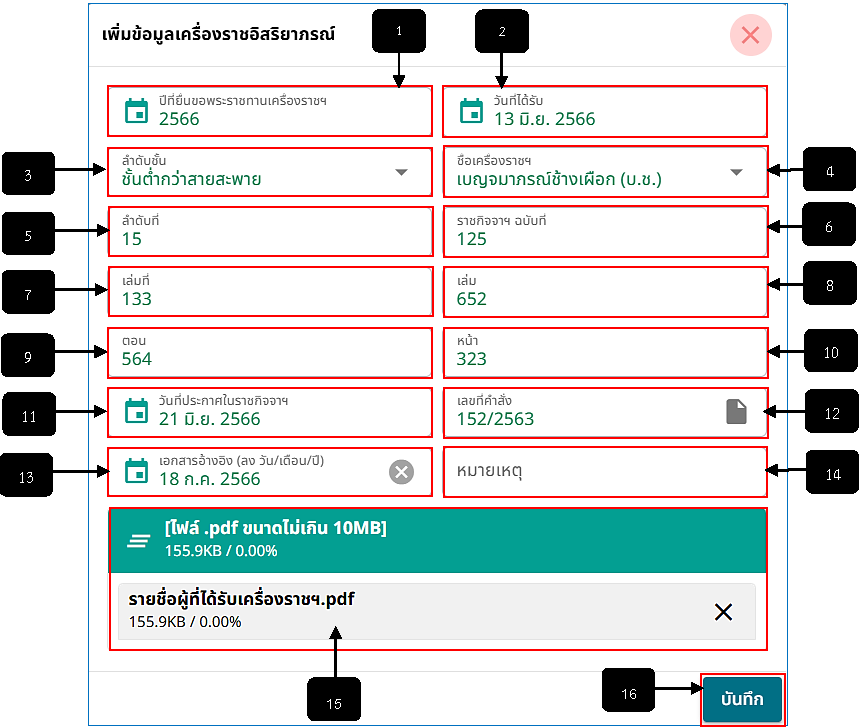 เพิ่มข้อมูลเครื่องราชอิสริยาภรณ์
1
2
ปีที่ยื่นขอพระราชทานเครื่องราชฯ
2566
วันที่ได้รับ
13 มิ.ย. 2566
3
ลำดับชั้น
ชั้นต่ำกว่าสายสะพาย
ชื่อเครื่องราชฯ
เบญจมาภรณ์ช้างเผือก (บ.ช.)
4
5
ลำดับที่
15
ราชกิจจาฯ ฉบับที่
125
6
7
เล่มที่
133
เล่ม
652
8
9
ตอน
564
หน้า
323
10
11
วันที่ประกาศในราชกิจจาฯ
21 มิ.ย. 2566
เลขที่คำสั่ง
152/2563
12
13
เอกสารอ้างอิง (ลง วัน/เดือน/ปี)
18 ก.ค. 2566
หมายเหตุ
14
[ไฟล์ .pdf ขนาดไม่เกิน 10MB]
155.9KB / 0.00%
รายชื่อผู้ที่ได้รับเครื่องราชฯ.pdf
155.9KB / 0.00%
15
16
บันทึก